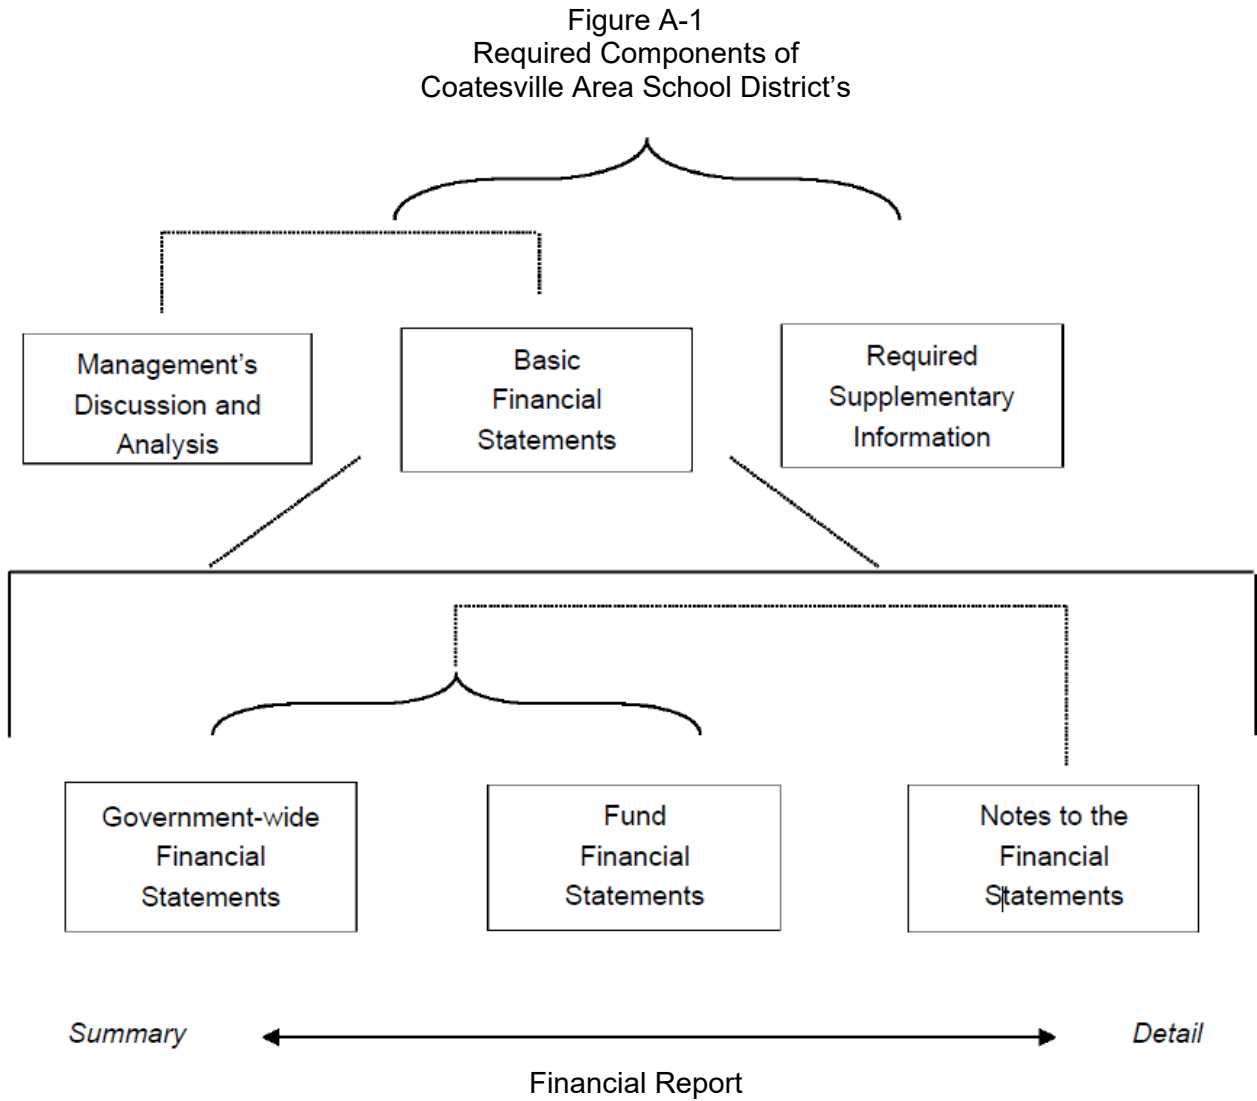 Figure A-1
Required Components of
Coatesville Area School District's
Management's
Discussion and
Analysis
Basic
Financial
Statements
Required
Supplementary
Information
Government-wide
Financial
Statements
Fund
Financial
Statements
Notes to the
Financial
Statements
Summary
Detail
Financial Report